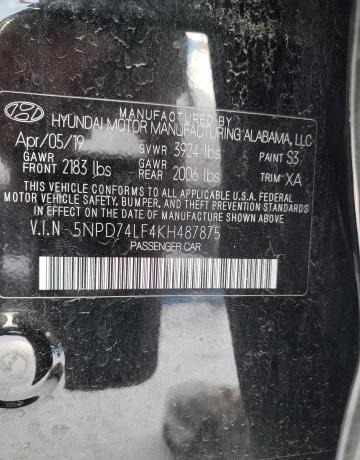 MANUFACTURED BY
HYUNDAI MOTOR MANUFACTURING ALABAMA, LLC
Apr/05/19 GVWR 3924 lbs PAINT S3
GAWR FRONT 2183 lbs GAWR REAR 2006 lbs TRIM XA
THIS VEHICLE CONFORMS TO ALL APPLICABLE U.S.A. FEDERAL
MOTOR VEHICLE SAFETY, BUMPER, AND THEFT PREVENTION
STANDARDS IN EFFECT ON THE DATE OF MANUFACTURE
SHOWN ABOVE.
V.I.N 5NPD74LF4KH487875
PASSENGER CAR